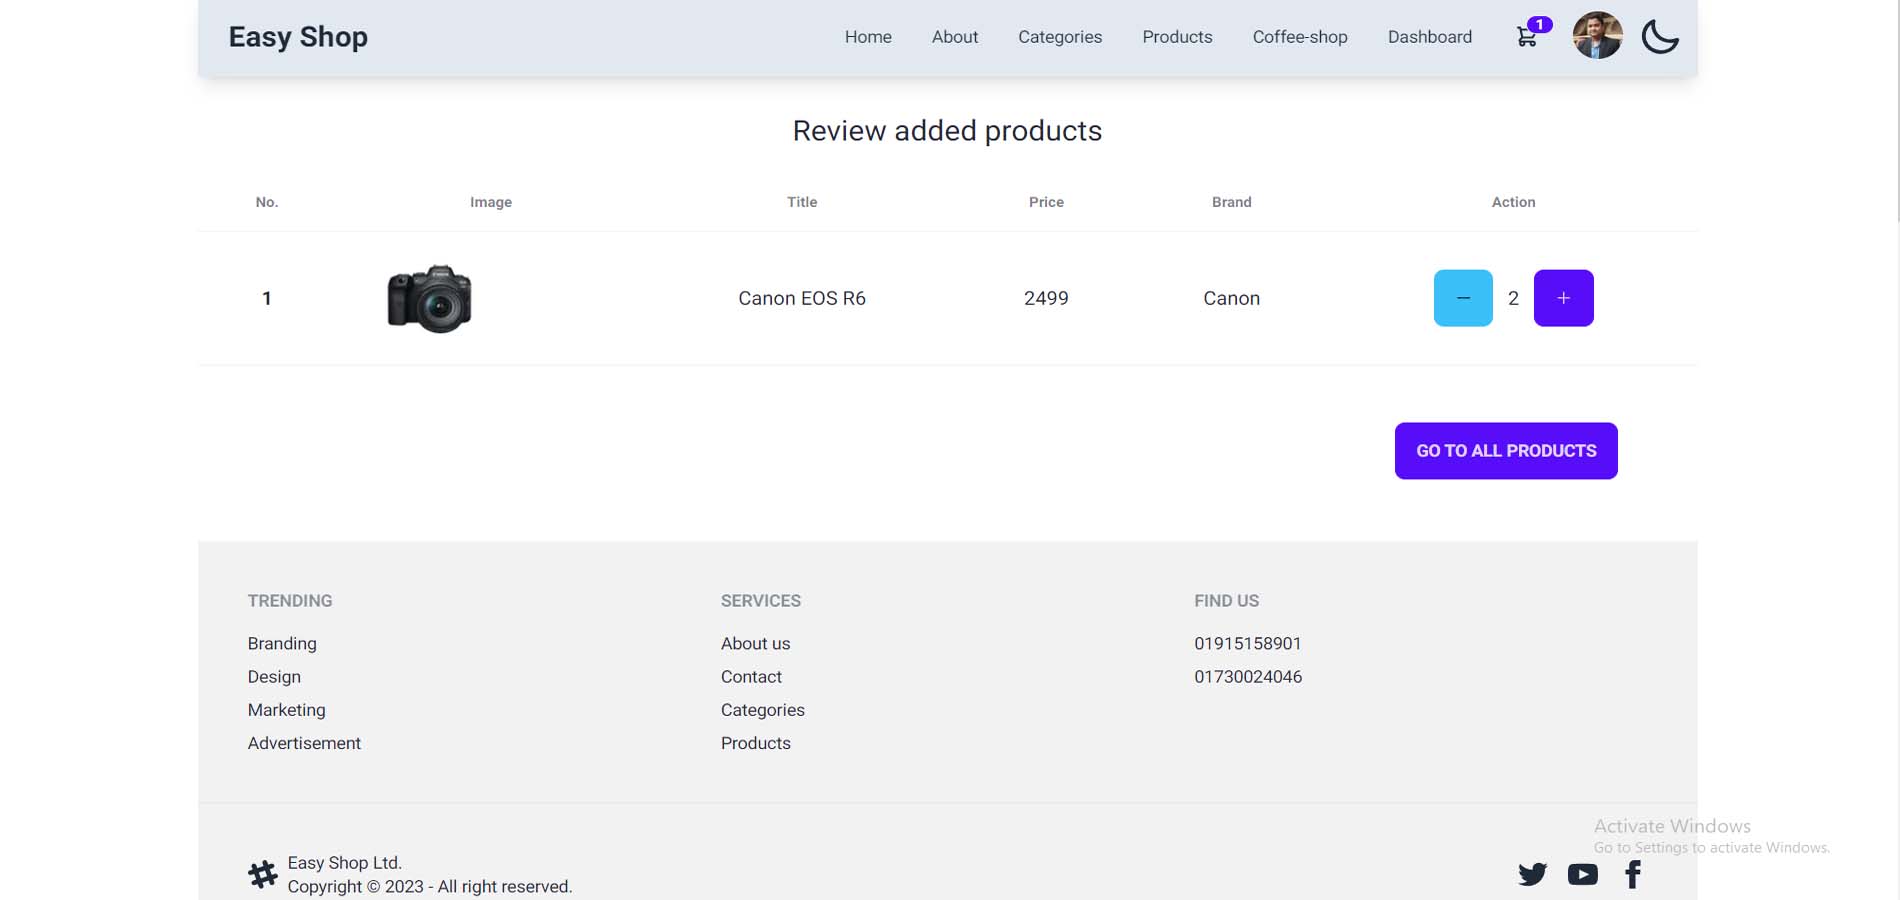 Easy Shop
Home About Categories Products Coffee-shop Dashboard 1
Review added products
No. Image Title Price Brand Action
1 Canon EOS R6 2499 Canon − 2 +
GO TO ALL PRODUCTS
TRENDING SERVICES FIND US
Branding About us 01915158901
Design Contact 01730024046
Marketing Categories
Advertisement Products
Activate Windows
Go to Settings to activate Windows.
Easy Shop Ltd.
Copyright © 2023 - All right reserved.